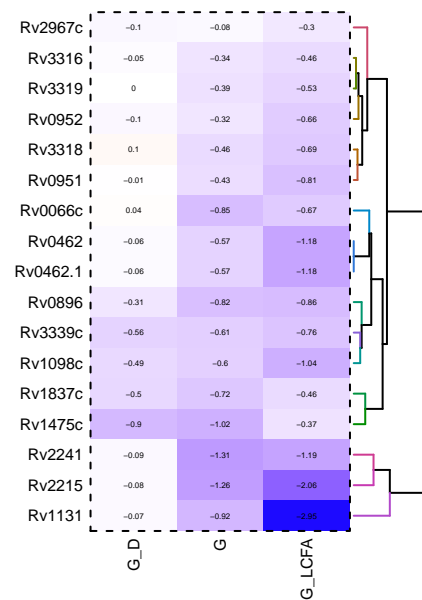 Rv2967c −0.1 −0.08 −0.3
Rv3316 −0.05 −0.34 −0.46
Rv3319 0 −0.39 −0.53
Rv0952 −0.1 −0.32 −0.66
Rv3318 0.1 −0.46 −0.69
Rv0951 −0.01 −0.43 −0.81
Rv0066c 0.04 −0.85 −0.67
Rv0462 −0.06 −0.57 −1.18
Rv0462.1 −0.06 −0.57 −1.18
Rv0896 −0.31 −0.82 −0.86
Rv3339c −0.56 −0.61 −0.76
Rv1098c −0.49 −0.6 −1.04
Rv1837c −0.5 −0.72 −0.46
Rv1475c −0.9 −1.02 −0.37
Rv2241 −0.09 −1.31 −1.19
Rv2215 −0.08 −1.26 −2.06
Rv1131 −0.07 −0.92 −2.95
G_D G G_LCFA